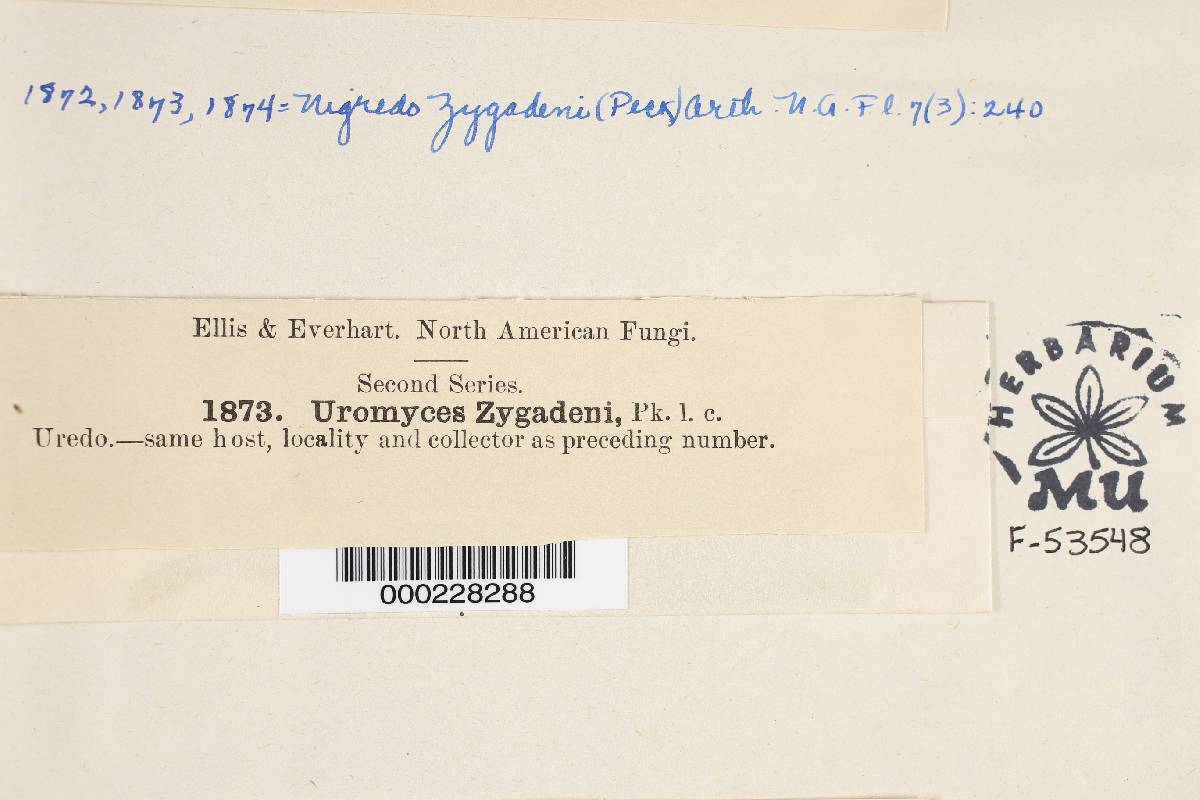 1872, 1873, 1874 = Nigredo Zygadeni (Peck) Arth. N. A. Fl. 7(3): 240
Ellis & Everhart. North American Fungi.
Second Series.
1873. Uromyces Zygadeni, Pk. l. c.
Uredo.—same host, locality and collector as preceding number.
HERBARIUM
MU
F-53548
000228288